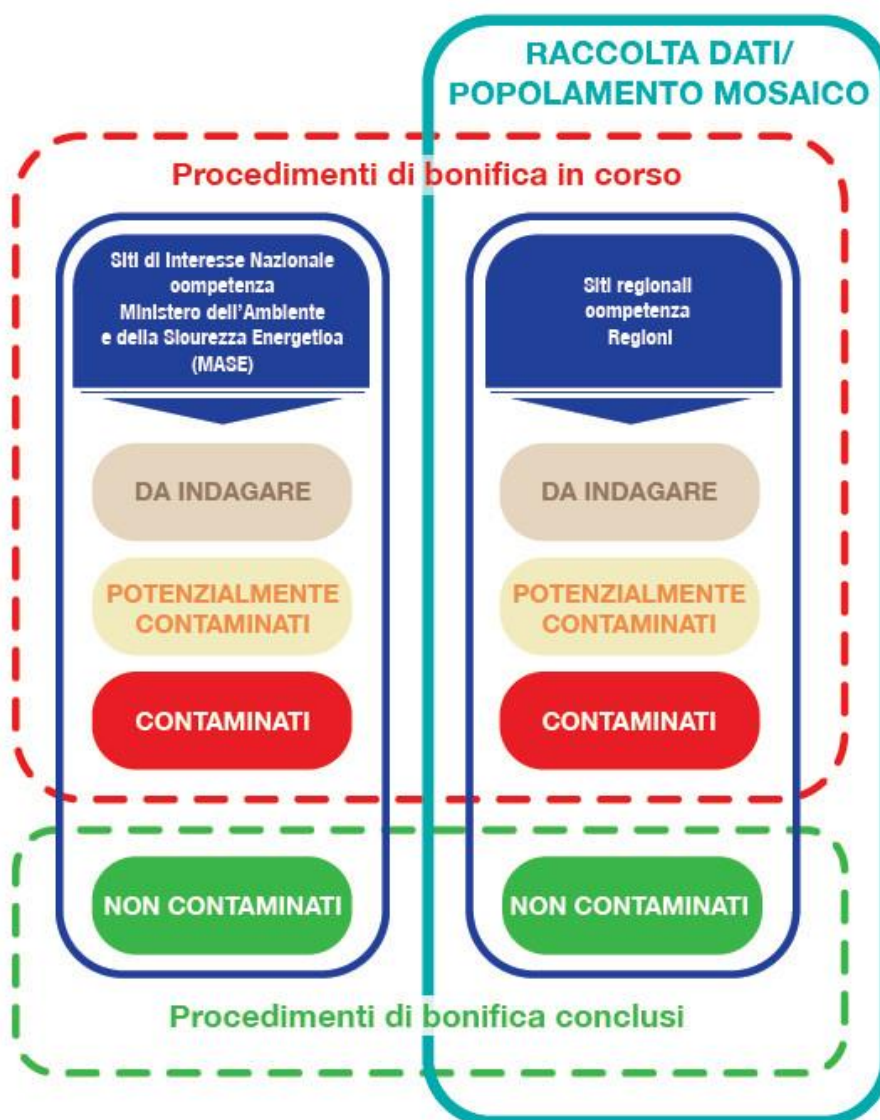 RACCOLTA DATI/
POPOLAMENTO MOSAICO
Procedimenti di bonifica in corso
Siti di Interesse Nazionale
oompetenza
Ministero dell'Ambiente
e della Siourezza Energetioa
(MASE)
Siti regionali
oompetenza
Regioni
DA INDAGARE
DA INDAGARE
POTENZIALMENTE
CONTAMINATI
POTENZIALMENTE
CONTAMINATI
CONTAMINATI
CONTAMINATI
NON CONTAMINATI
NON CONTAMINATI
Procedimenti di bonifica conclusi